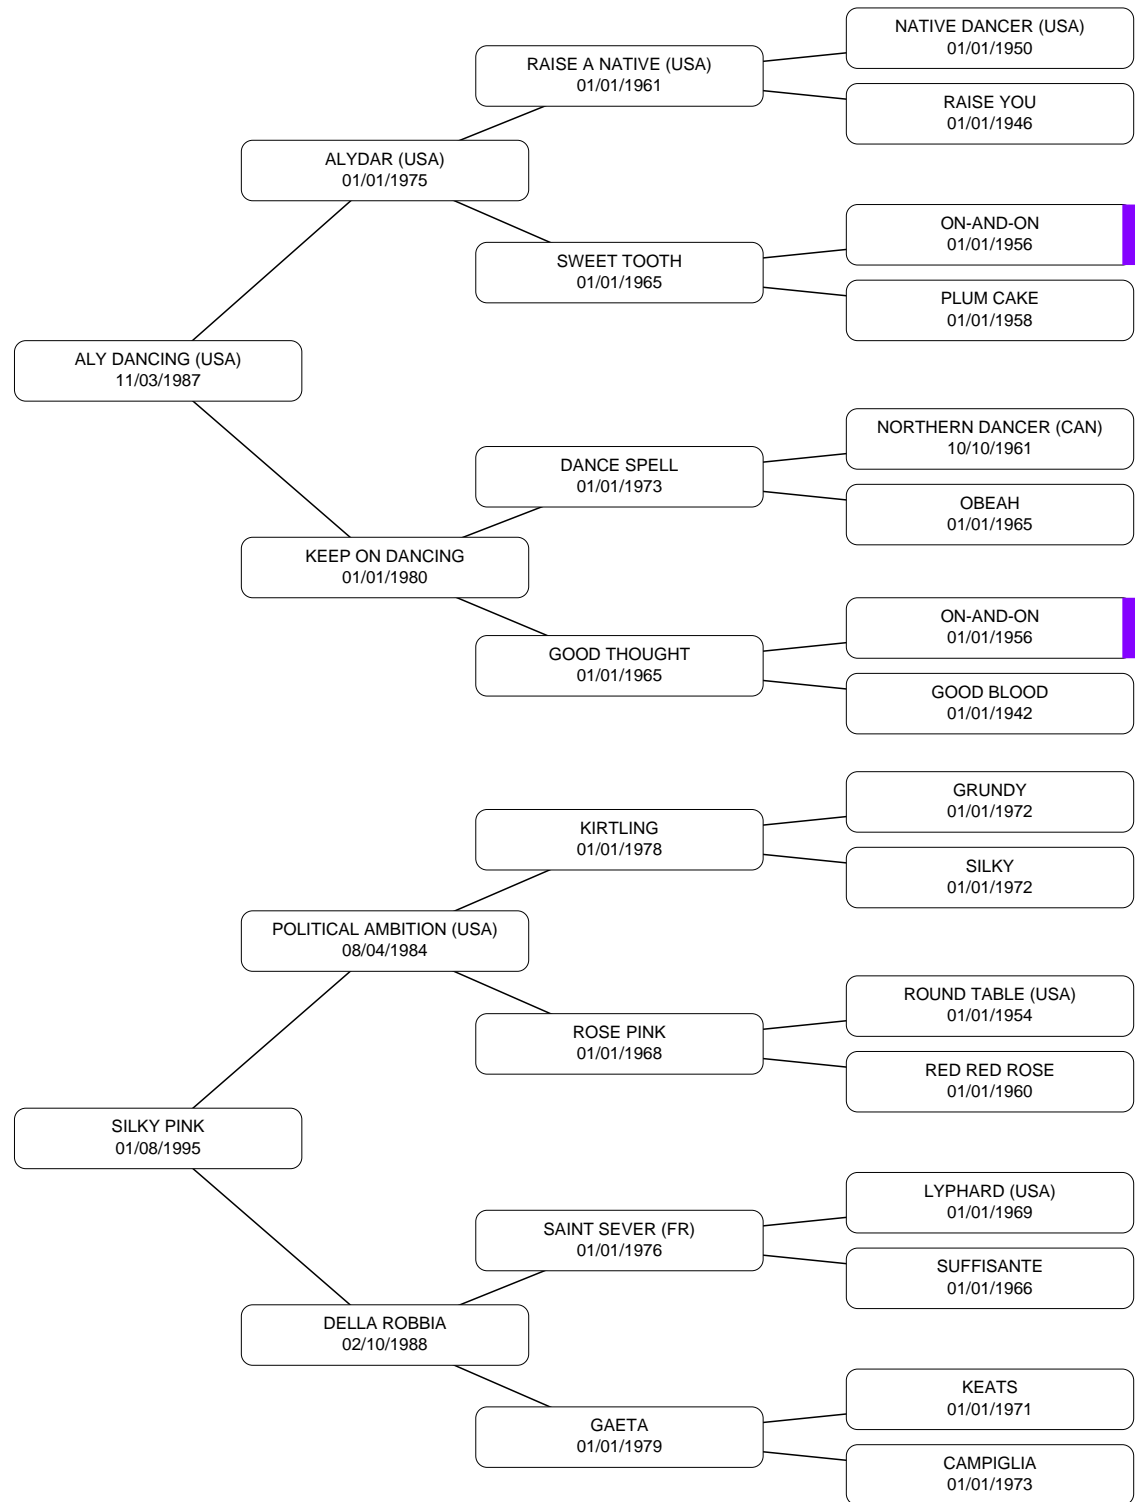 NATIVE DANCER (USA)
01/01/1950
RAISE A NATIVE (USA)
01/01/1961
RAISE YOU
01/01/1946
ALYDAR (USA)
01/01/1975
ON-AND-ON
01/01/1956
SWEET TOOTH
01/01/1965
PLUM CAKE
01/01/1958
ALY DANCING (USA)
11/03/1987
NORTHERN DANCER (CAN)
10/10/1961
DANCE SPELL
01/01/1973
OBEAH
01/01/1965
KEEP ON DANCING
01/01/1980
ON-AND-ON
01/01/1956
GOOD THOUGHT
01/01/1965
GOOD BLOOD
01/01/1942
GRUNDY
01/01/1972
KIRTLING
01/01/1978
SILKY
01/01/1972
POLITICAL AMBITION (USA)
08/04/1984
ROUND TABLE (USA)
01/01/1954
ROSE PINK
01/01/1968
RED RED ROSE
01/01/1960
SILKY PINK
01/08/1995
LYPHARD (USA)
01/01/1969
SAINT SEVER (FR)
01/01/1976
SUFFISANTE
01/01/1966
DELLA ROBBIA
02/10/1988
KEATS
01/01/1971
GAETA
01/01/1979
CAMPIGLIA
01/01/1973